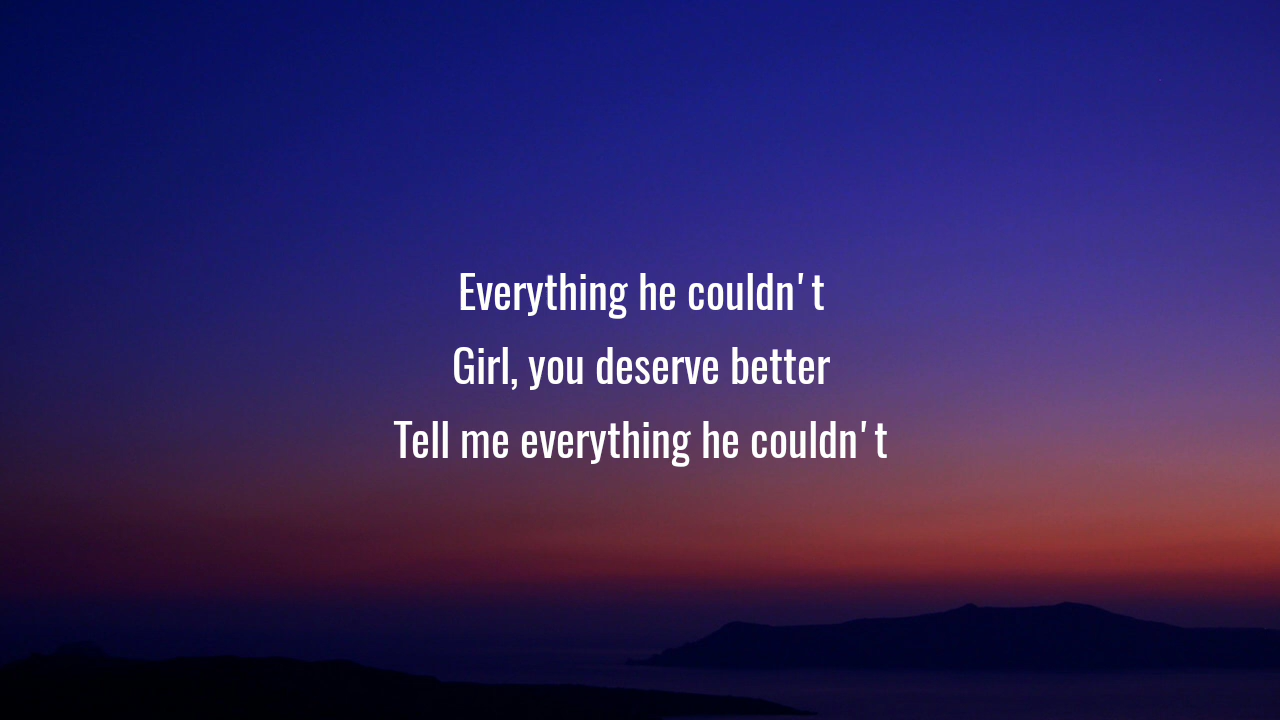 Everything he couldn't
Girl, you deserve better
Tell me everything he couldn't